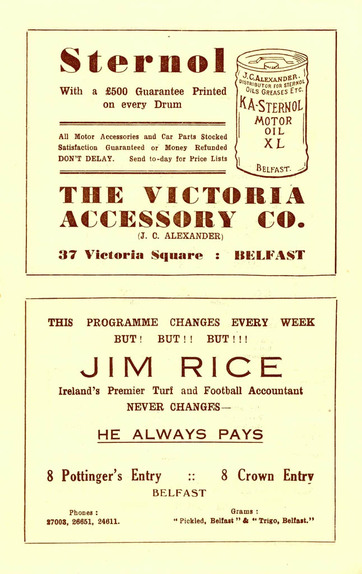 Sternol
With a £500 Guarantee Printed
on every Drum
All Motor Accessories and Car Parts Stocked
Satisfaction Guaranteed or Money Refunded
DON'T DELAY. Send to-day for Price Lists
J.C. ALEXANDER.
DISTRIBUTOR FOR STERNOL
OILS GREASES ETC.
KA-STERNOL
MOTOR
OIL
XL
BELFAST.
THE VICTORIA
ACCESSORY CO.
(J. C. ALEXANDER)
37 Victoria Square : BELFAST
THIS PROGRAMME CHANGES EVERY WEEK
BUT! BUT!! BUT!!!
JIM RICE
Ireland's Premier Turf and Football Accountant
NEVER CHANGES—
HE ALWAYS PAYS
8 Pottinger's Entry :: 8 Crown Entry
BELFAST
Phones :
27003, 26651, 24611.
Grams :
"Pickled, Belfast" & "Trigo, Belfast."